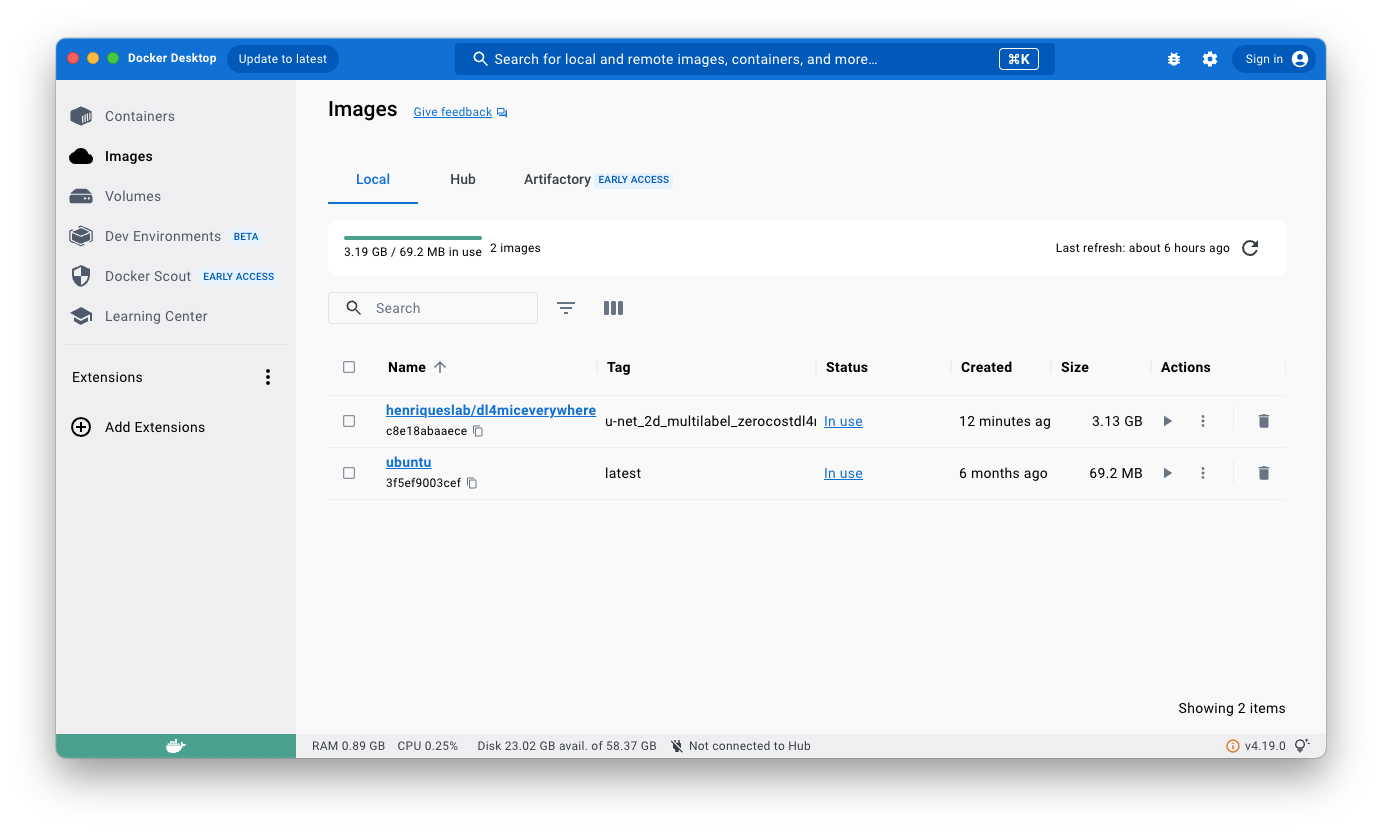 Docker Desktop Update to latest Search for local and remote images, containers, and more… ⌘K Sign in
Containers
Images
Volumes
Dev Environments BETA
Docker Scout EARLY ACCESS
Learning Center
Extensions
Add Extensions
Images Give feedback
Local Hub Artifactory EARLY ACCESS
3.19 GB / 69.2 MB in use 2 images Last refresh: about 6 hours ago
Search
Name Tag Status Created Size Actions
henriqueslab/dl4miceverywhere
c8e18abaaece
u-net_2d_multilabel_zerocostdl4 In use 12 minutes ag 3.13 GB
ubuntu
3f5ef9003cef
latest In use 6 months ago 69.2 MB
Showing 2 items
RAM 0.89 GB CPU 0.25% Disk 23.02 GB avail. of 58.37 GB Not connected to Hub v4.19.0